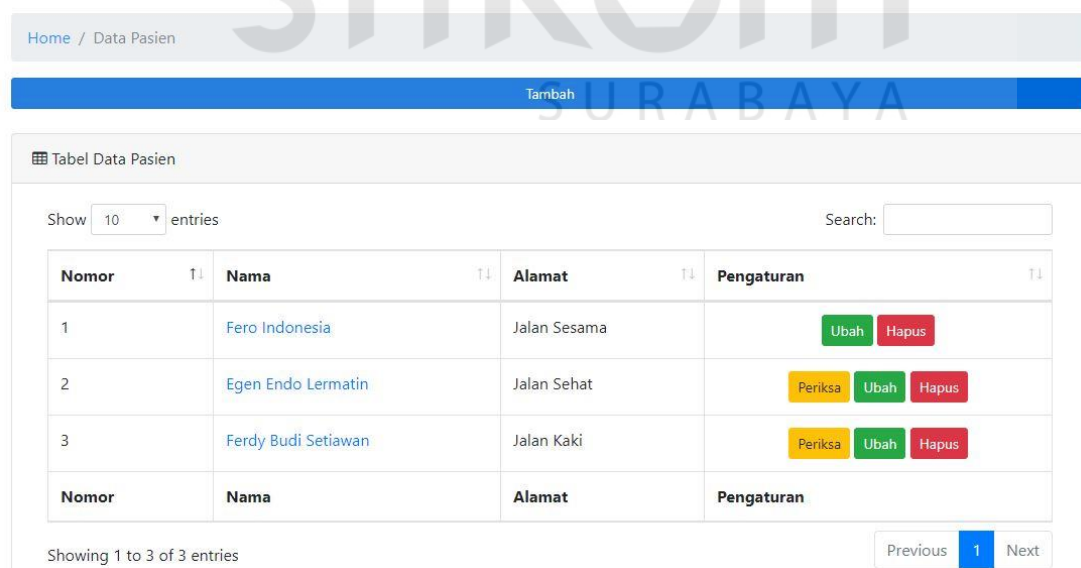 Home / Data Pasien
Tambah
SURABAYA
Tabel Data Pasien
Show 10 entries
Search:
Nomor Nama Alamat Pengaturan
1 Fero Indonesia Jalan Sesama Ubah Hapus
2 Egen Endo Lermatin Jalan Sehat Periksa Ubah Hapus
3 Ferdy Budi Setiawan Jalan Kaki Periksa Ubah Hapus
Nomor Nama Alamat Pengaturan
Showing 1 to 3 of 3 entries
Previous 1 Next